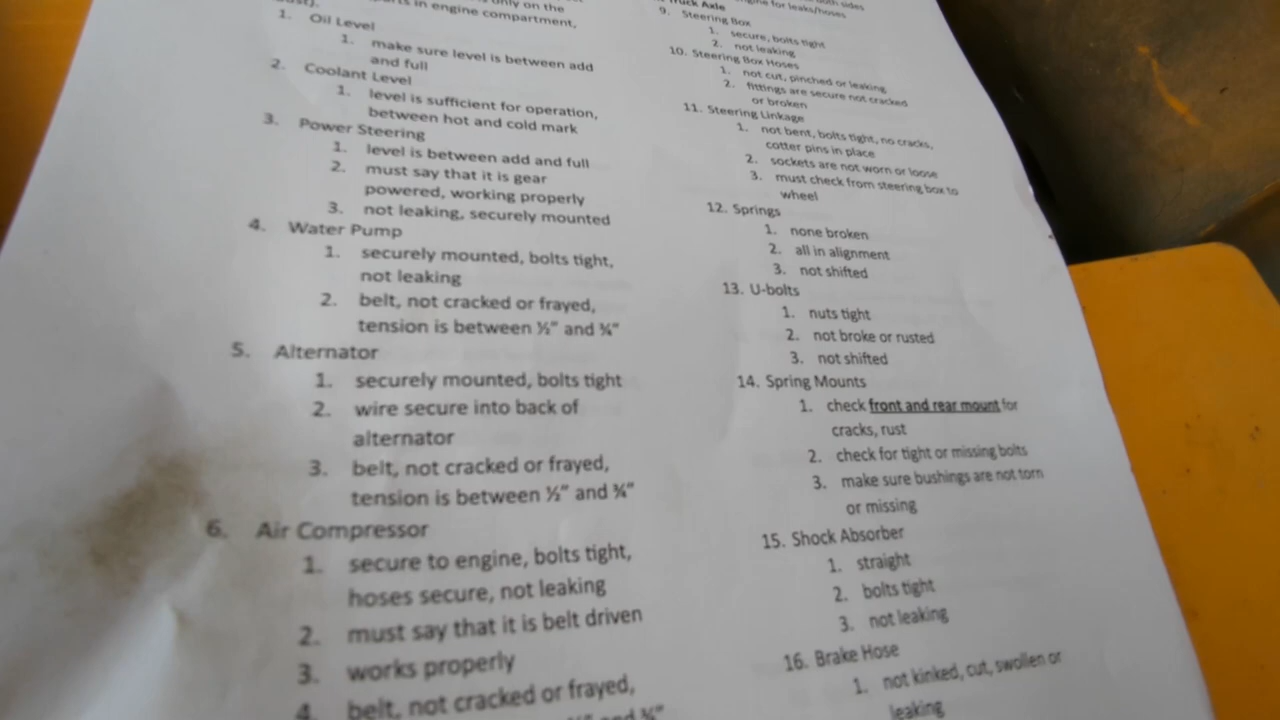 only on the
in engine compartment,
1. Oil Level
1. make sure level is between add
and full
2. Coolant Level
1. level is sufficient for operation,
between hot and cold mark
3. Power Steering
1. level is between add and full
2. must say that it is gear
powered, working properly
3. not leaking, securely mounted
4. Water Pump
1. securely mounted, bolts tight,
not leaking
2. belt, not cracked or frayed,
tension is between ½” and ¾”
5. Alternator
1. securely mounted, bolts tight
2. wire secure into back of
alternator
3. belt, not cracked or frayed,
tension is between ½” and ¾”
6. Air Compressor
1. secure to engine, bolts tight,
hoses secure, not leaking
2. must say that it is belt driven
3. works properly
4. belt, not cracked or frayed,
and ¾”
both sides
engine for leaks/hoses
Truck Axle
9. Steering Box
1. secure, bolts tight
2. not leaking
10. Steering Box Hoses
1. not cut, pinched or leaking
2. fittings are secure not cracked
or broken
11. Steering Linkage
1. not bent, bolts tight, no cracks,
cotter pins in place
2. sockets are not worn or loose
3. must check from steering box to
wheel
12. Springs
1. none broken
2. all in alignment
3. not shifted
13. U-bolts
1. nuts tight
2. not broke or rusted
3. not shifted
14. Spring Mounts
1. check front and rear mount for
cracks, rust
2. check for tight or missing bolts
3. make sure bushings are not torn
or missing
15. Shock Absorber
1. straight
2. bolts tight
3. not leaking
16. Brake Hose
1. not kinked, cut, swollen or
leaking